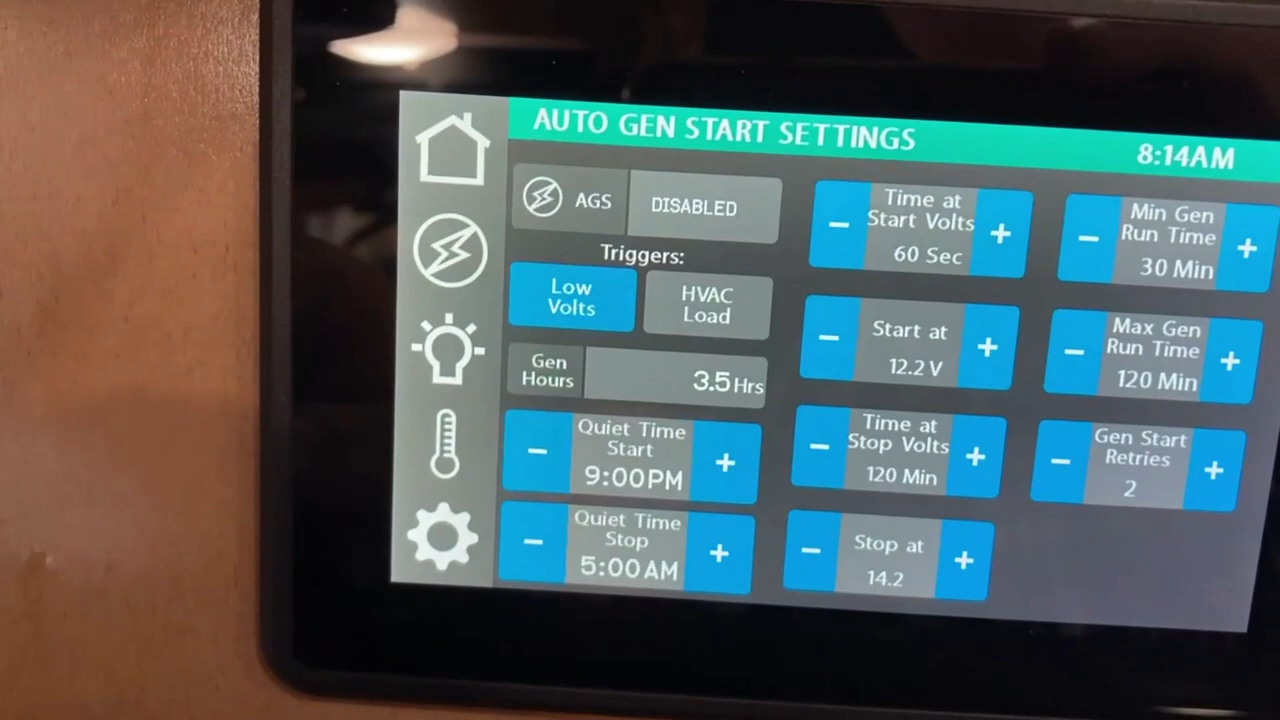 AUTO GEN START SETTINGS
8:14AM
AGS
DISABLED
Triggers:
Low
Volts
HVAC
Load
Gen
Hours
3.5 Hrs
Quiet Time
Start
9:00PM
Quiet Time
Stop
5:00AM
Time at
Start Volts
60 Sec
Start at
12.2 V
Time at
Stop Volts
120 Min
Stop at
14.2
Min Gen
Run Time
30 Min
Max Gen
Run Time
120 Min
Gen Start
Retries
2